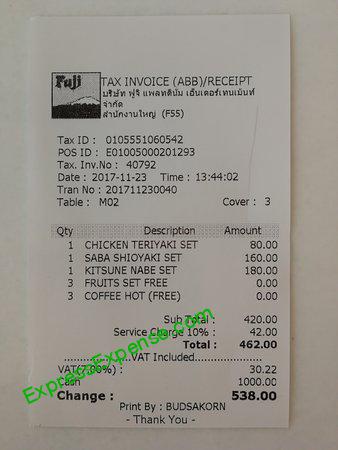 Fuji
TAX INVOICE (ABB)/RECEIPT
บริษัท ฟูจิ แพลทตินั่ม เอ็นเตอร์เทนเม้นท์
จำกัด
สำนักงานใหญ่ (F55)
Tax ID : 0105551060542
POS ID : E01005000201293
Tax. Inv.No : 40792
Date : 2017-11-23 Time : 13:44:02
Tran No : 201711230040
Table : M02 Cover : 3
Qty Description Amount
1 CHICKEN TERIYAKI SET 80.00
1 SABA SHIOYAKI SET 160.00
1 KITSUNE NABE SET 180.00
3 FRUITS SET FREE 0.00
3 COFFEE HOT (FREE) 0.00
Sub Total : 420.00
Service Charge 10% : 42.00
Total : 462.00
VAT Included
VAT(7.00%) : 30.22
Cash 1000.00
Change : 538.00
Print By : BUDSAKORN
- Thank You -
ExpressExpense.com